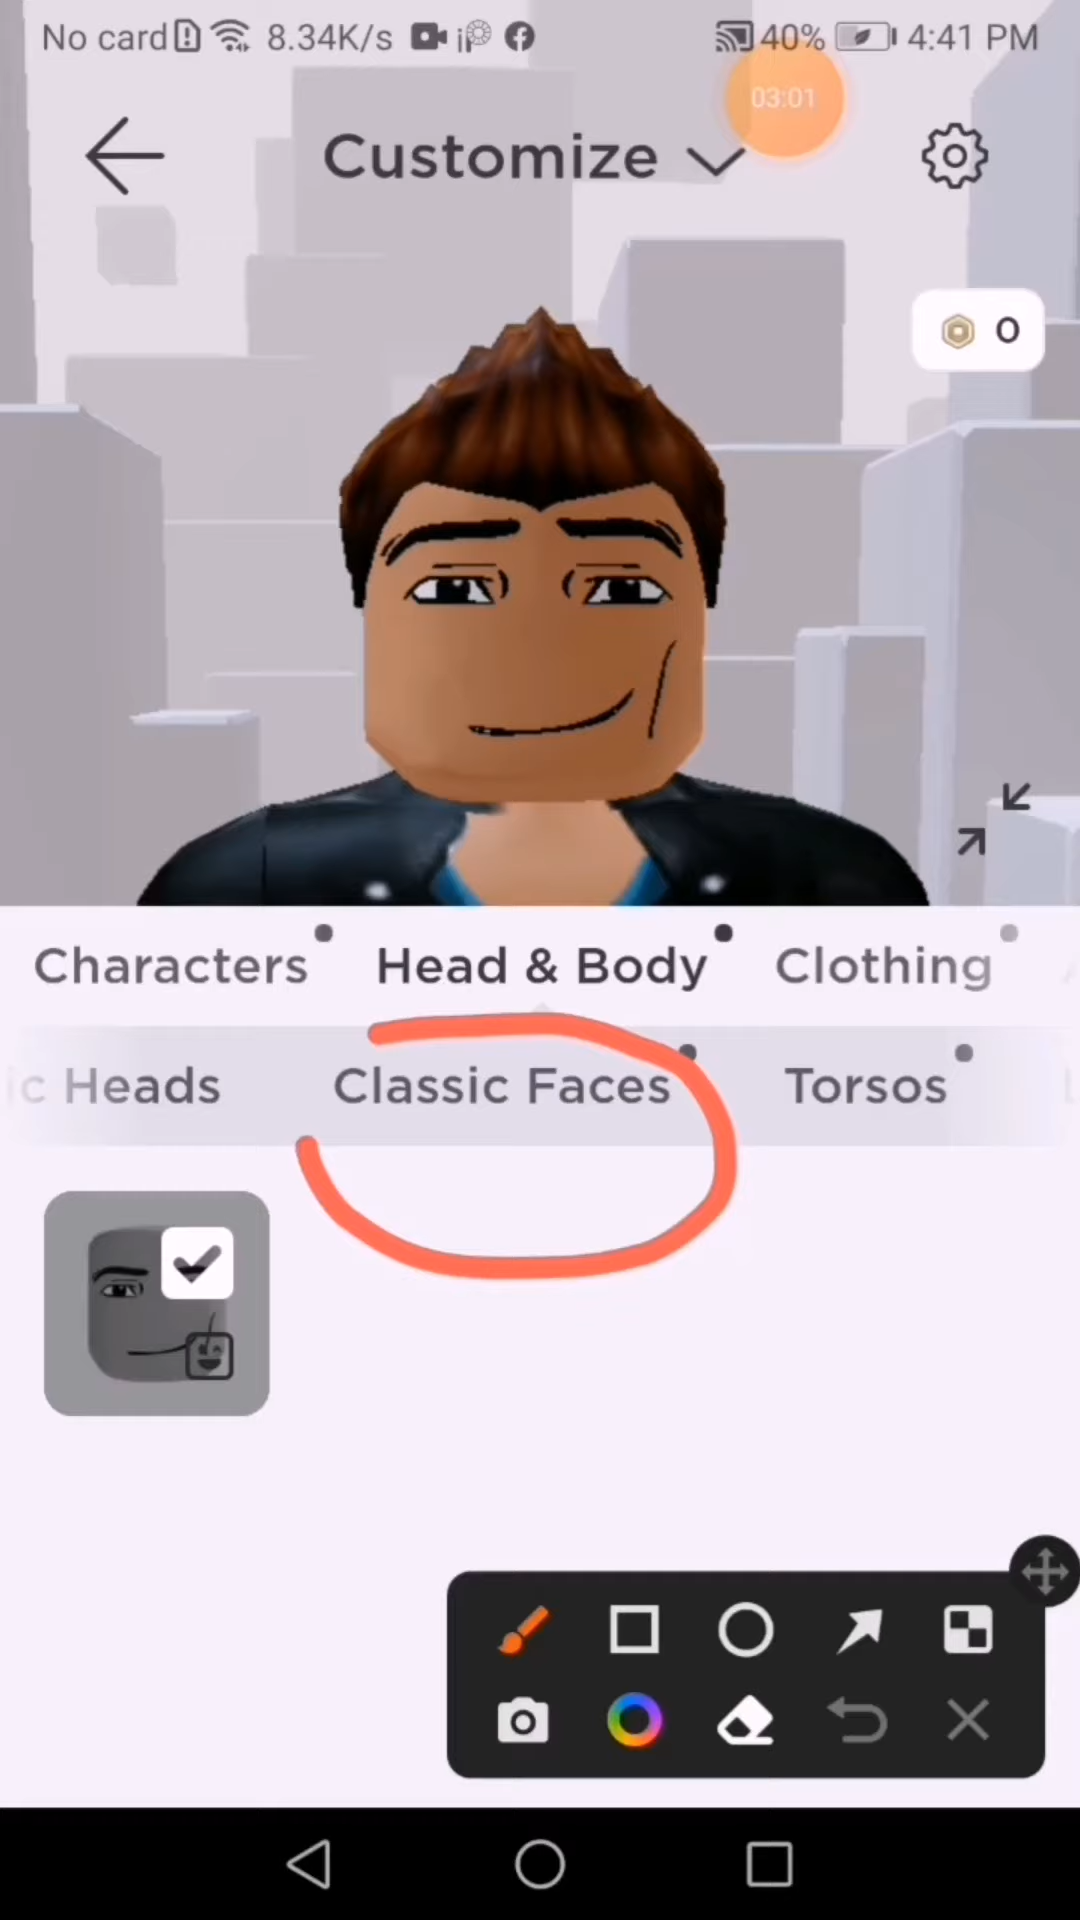 No card 8.34K/s 40% 4:41 PM
03:01
Customize
0
Characters Head & Body Clothing
ic Heads Classic Faces Torsos